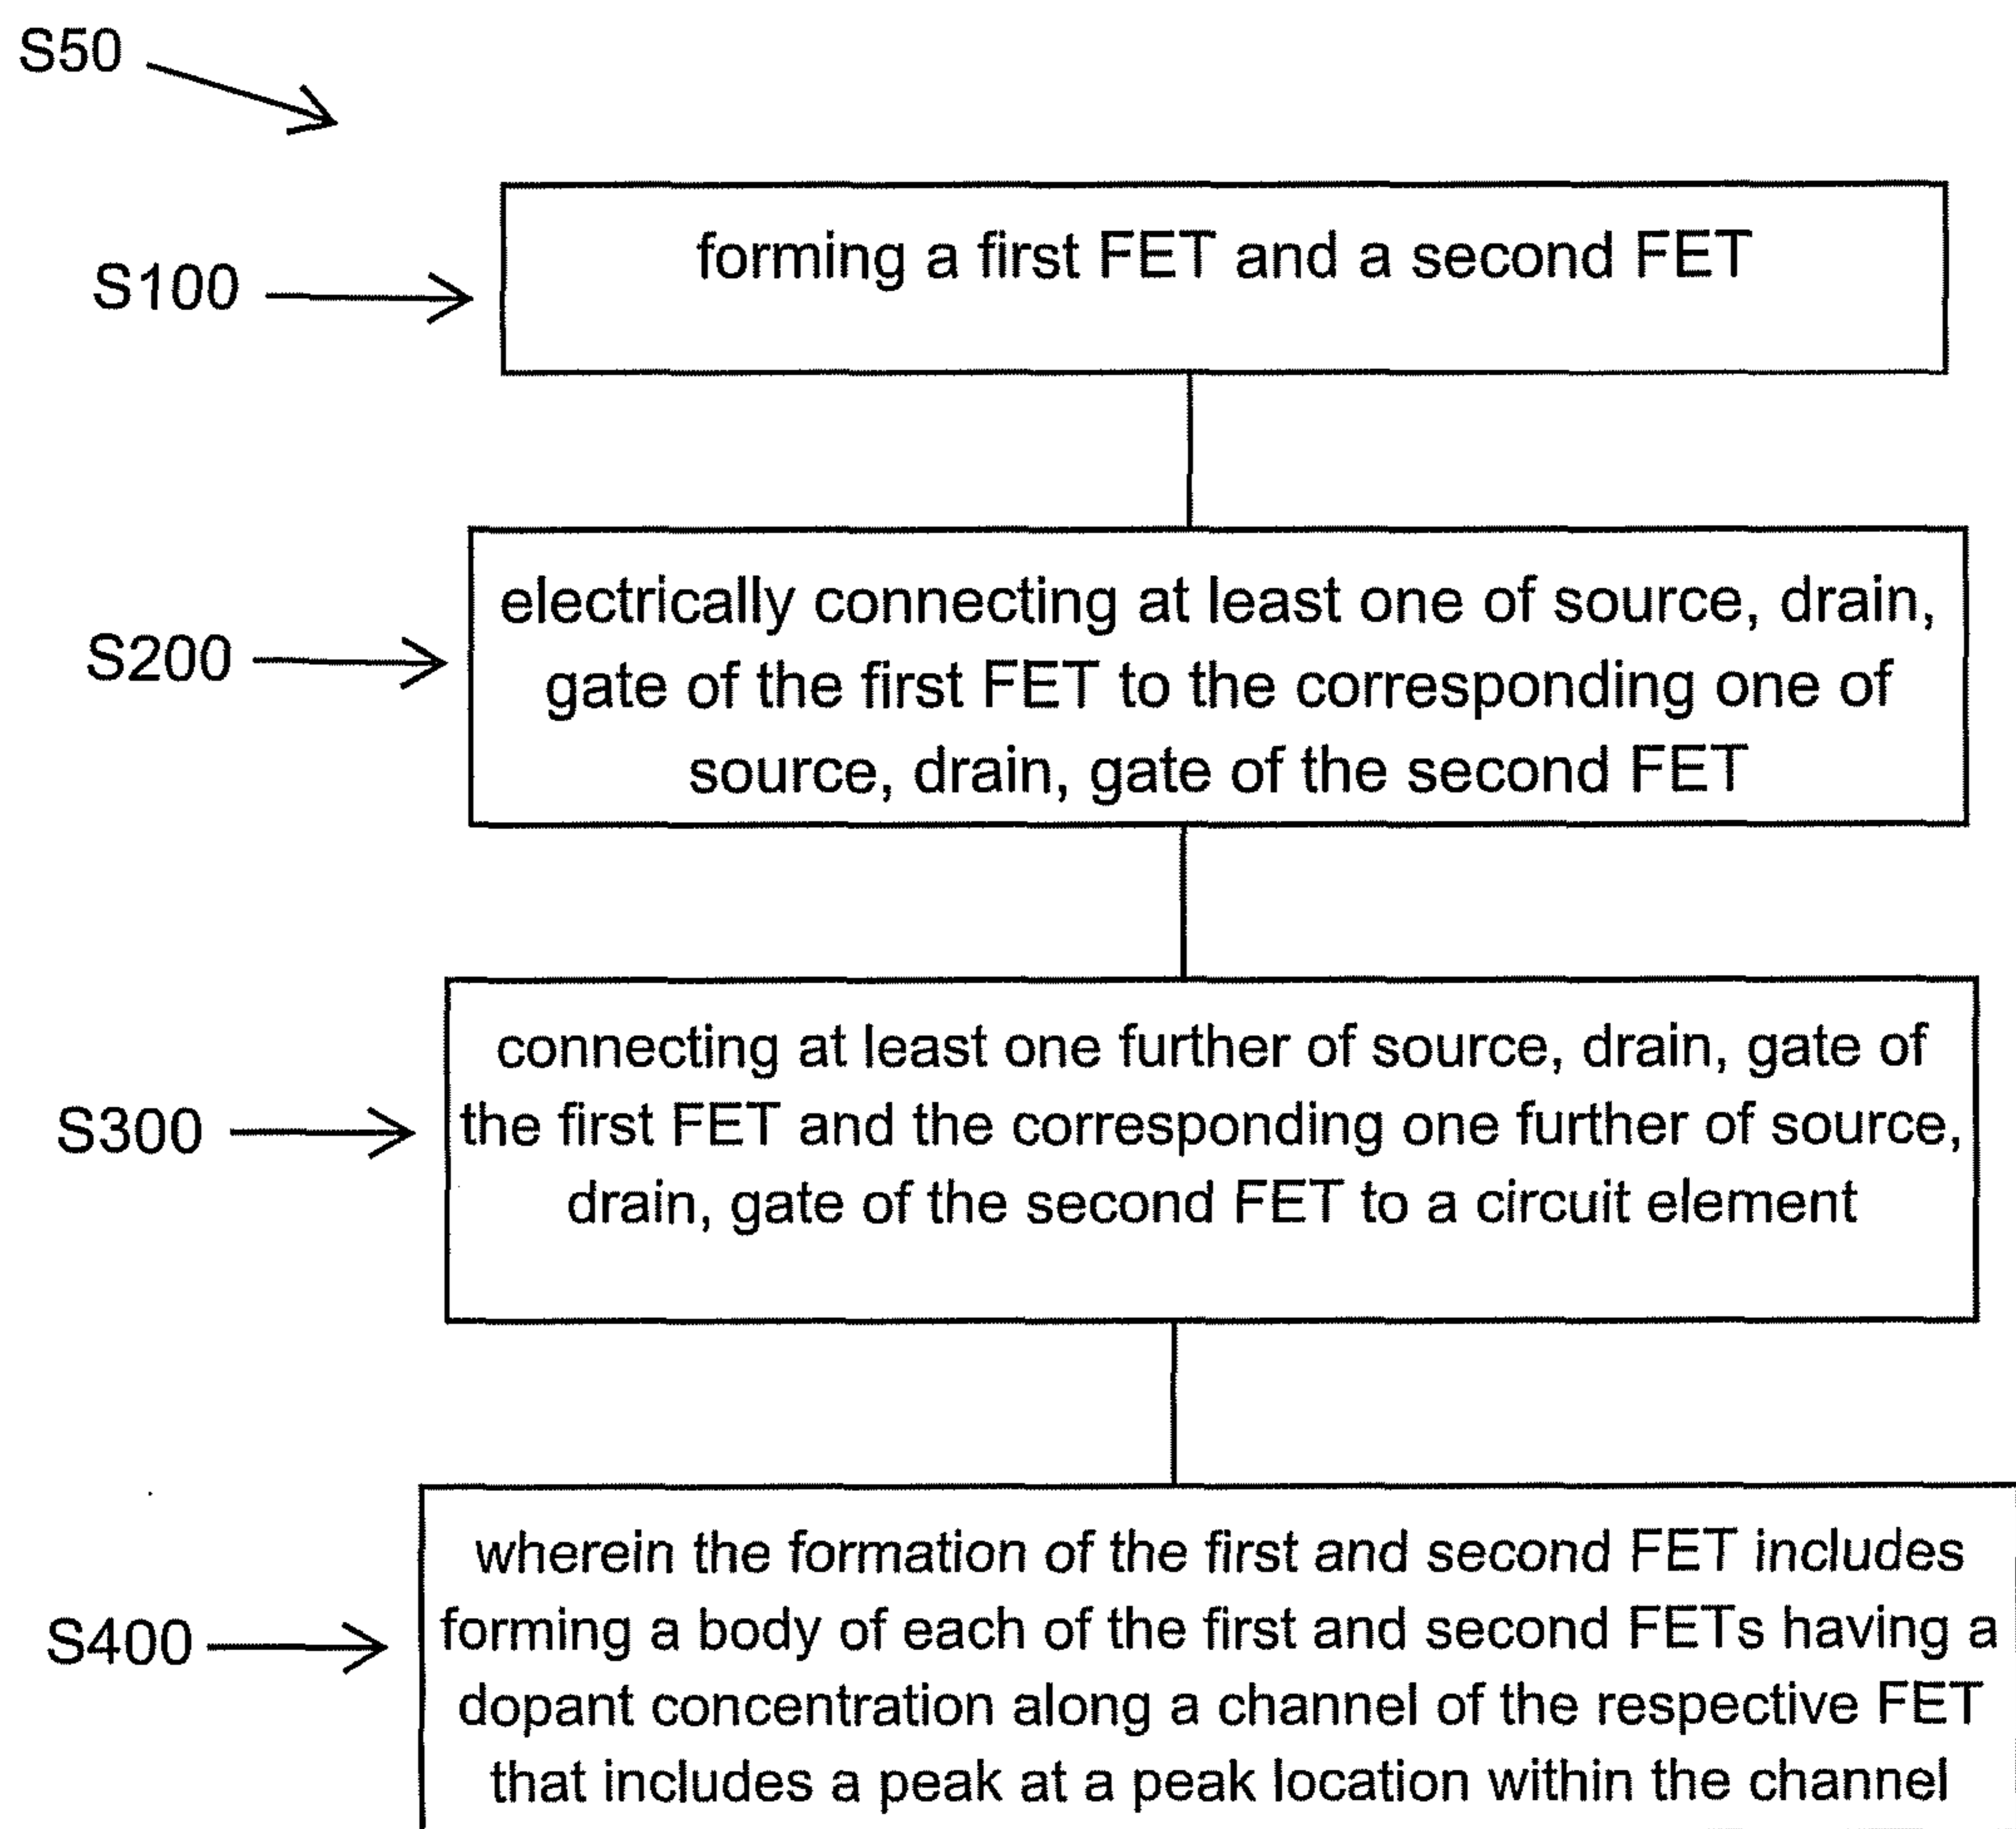 S50
S100
forming a first FET and a second FET
S200
electrically connecting at least one of source, drain,
gate of the first FET to the corresponding one of
source, drain, gate of the second FET
S300
connecting at least one further of source, drain, gate of
the first FET and the corresponding one further of source,
drain, gate of the second FET to a circuit element
S400
wherein the formation of the first and second FET includes
forming a body of each of the first and second FETs having a
dopant concentration along a channel of the respective FET
that includes a peak at a peak location within the channel